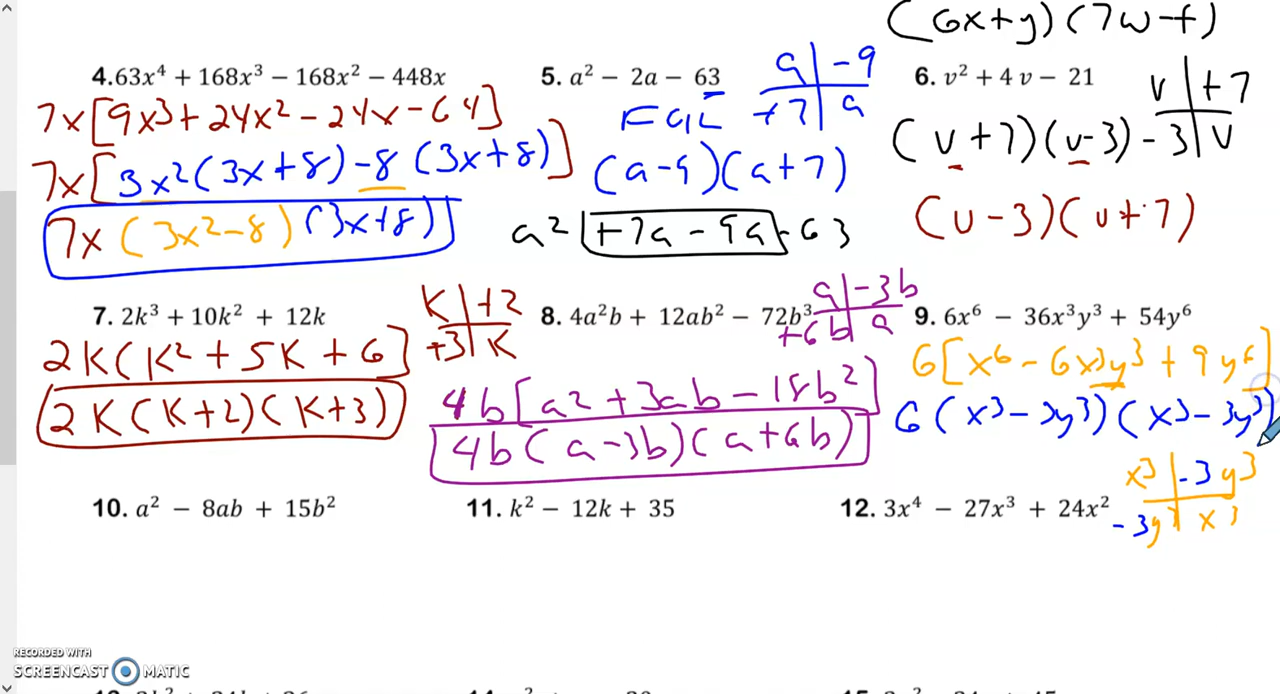 (6x+y)(7w-f)
4. 63x⁴ + 168x³ − 168x² − 448x
7x[9x³+24x²-24x-64]
7x[3x²(3x+8)-8(3x+8)]
7x(3x²-8)(3x+8)
5. a² − 2a − 63
a | -9
+7 | a
Fac
(a-9)(a+7)
a² +7a-9a-63
6. v² + 4 v − 21
v | +7
-3 | v
(v+7)(v-3)
(v-3)(v+7)
7. 2k³ + 10k² + 12k
K | +2
+3 | K
2K(K²+5K+6]
2K(K+2)(K+3)
8. 4a²b + 12ab² − 72b³
a | -3b
+6b | a
4b[a²+3ab-18b²]
4b(a-3b)(a+6b)
9. 6x⁶ − 36x³y³ + 54y⁶
6[x⁶-6x³y³+9y⁶]
6(x³-3y³)(x³-3y³)
x³ | -3y³
-3y³ | x³
10. a² − 8ab + 15b²
11. k² − 12k + 35
12. 3x⁴ − 27x³ + 24x²
RECORDED WITH
SCREENCAST MATIC